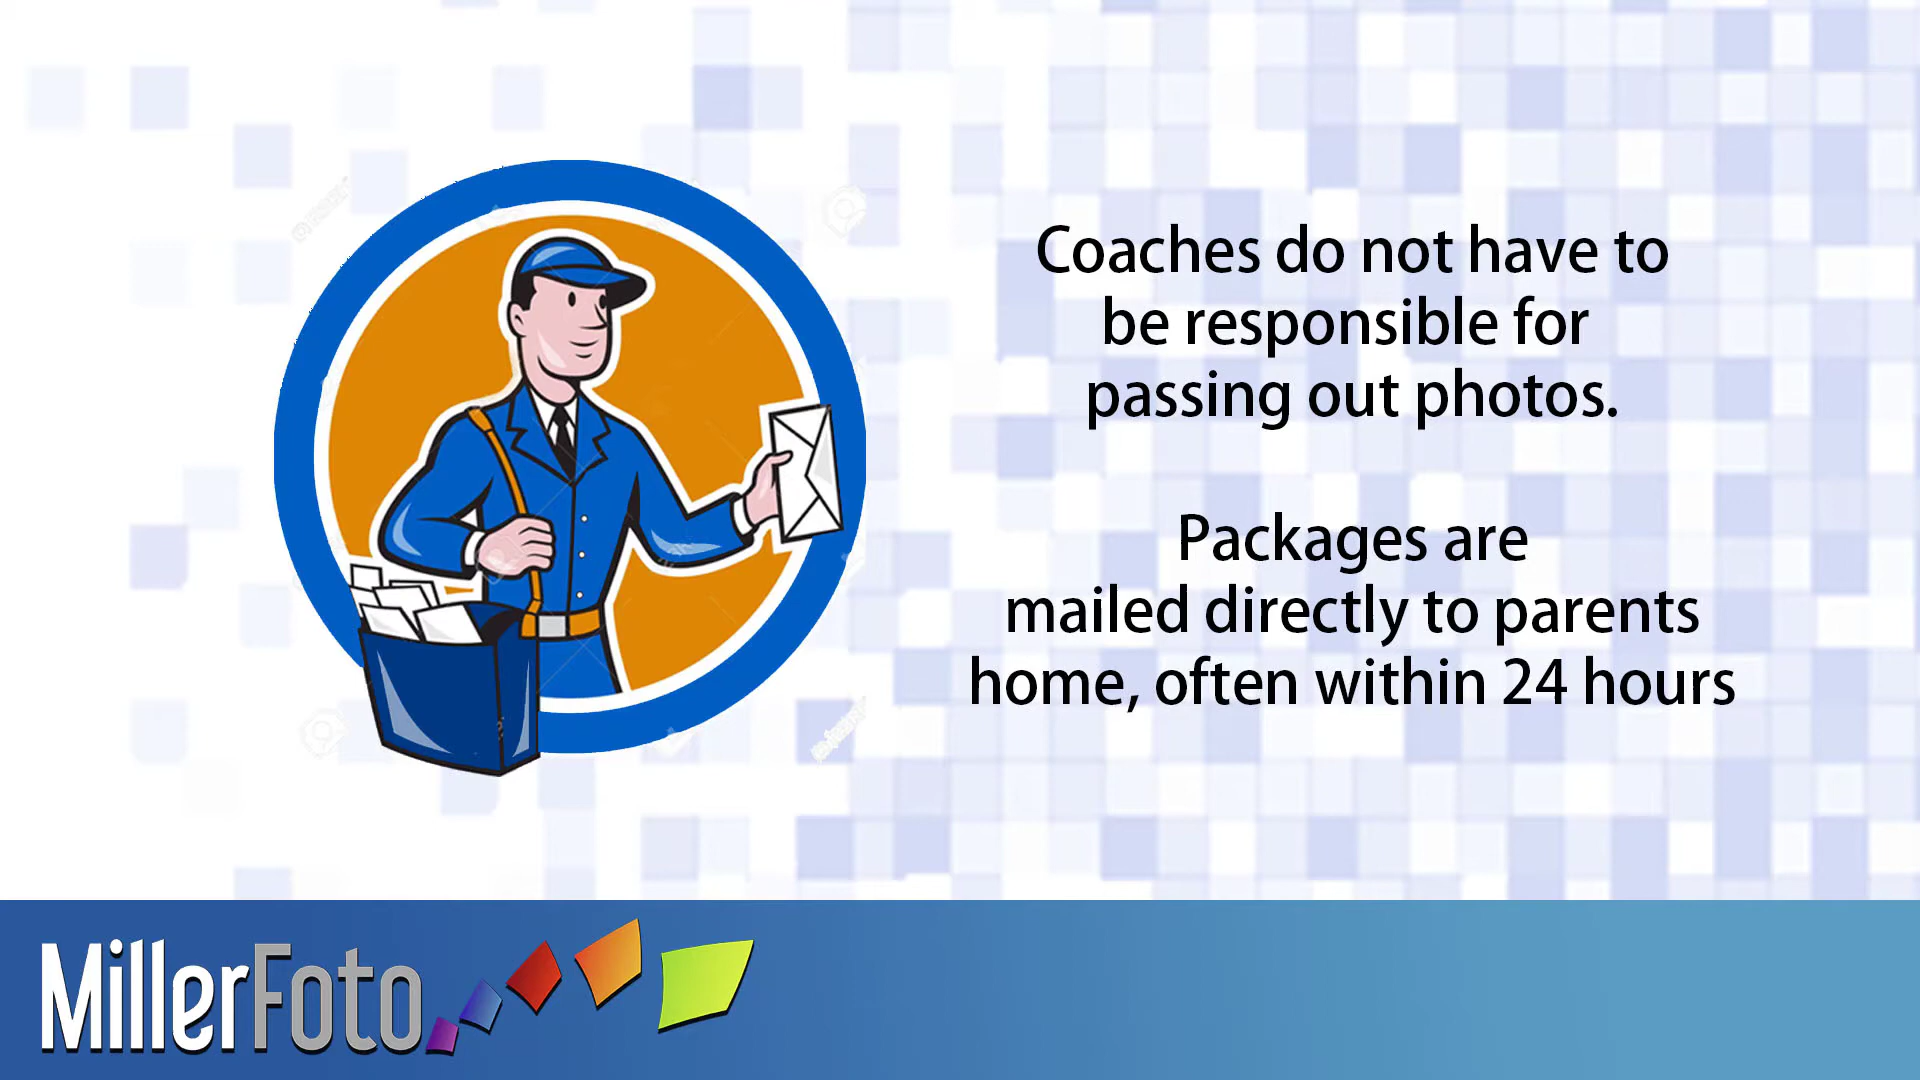 Coaches do not have to
be responsible for
passing out photos.
Packages are
mailed directly to parents
home, often within 24 hours
MillerFoto